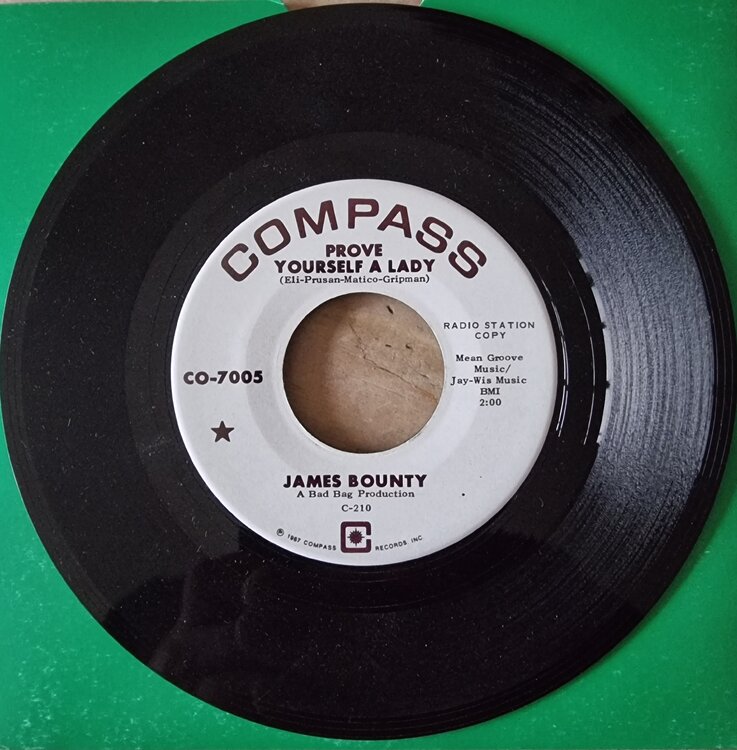 COMPASS
PROVE
YOURSELF A LADY
(Eli-Prusan-Matico-Gripman)
RADIO STATION
COPY
Mean Groove
Music/
Jay-Wis Music
BMI
2:00
CO-7005
JAMES BOUNTY
A Bad Bag Production
C-210
℗ 1967 COMPASS RECORDS, INC.